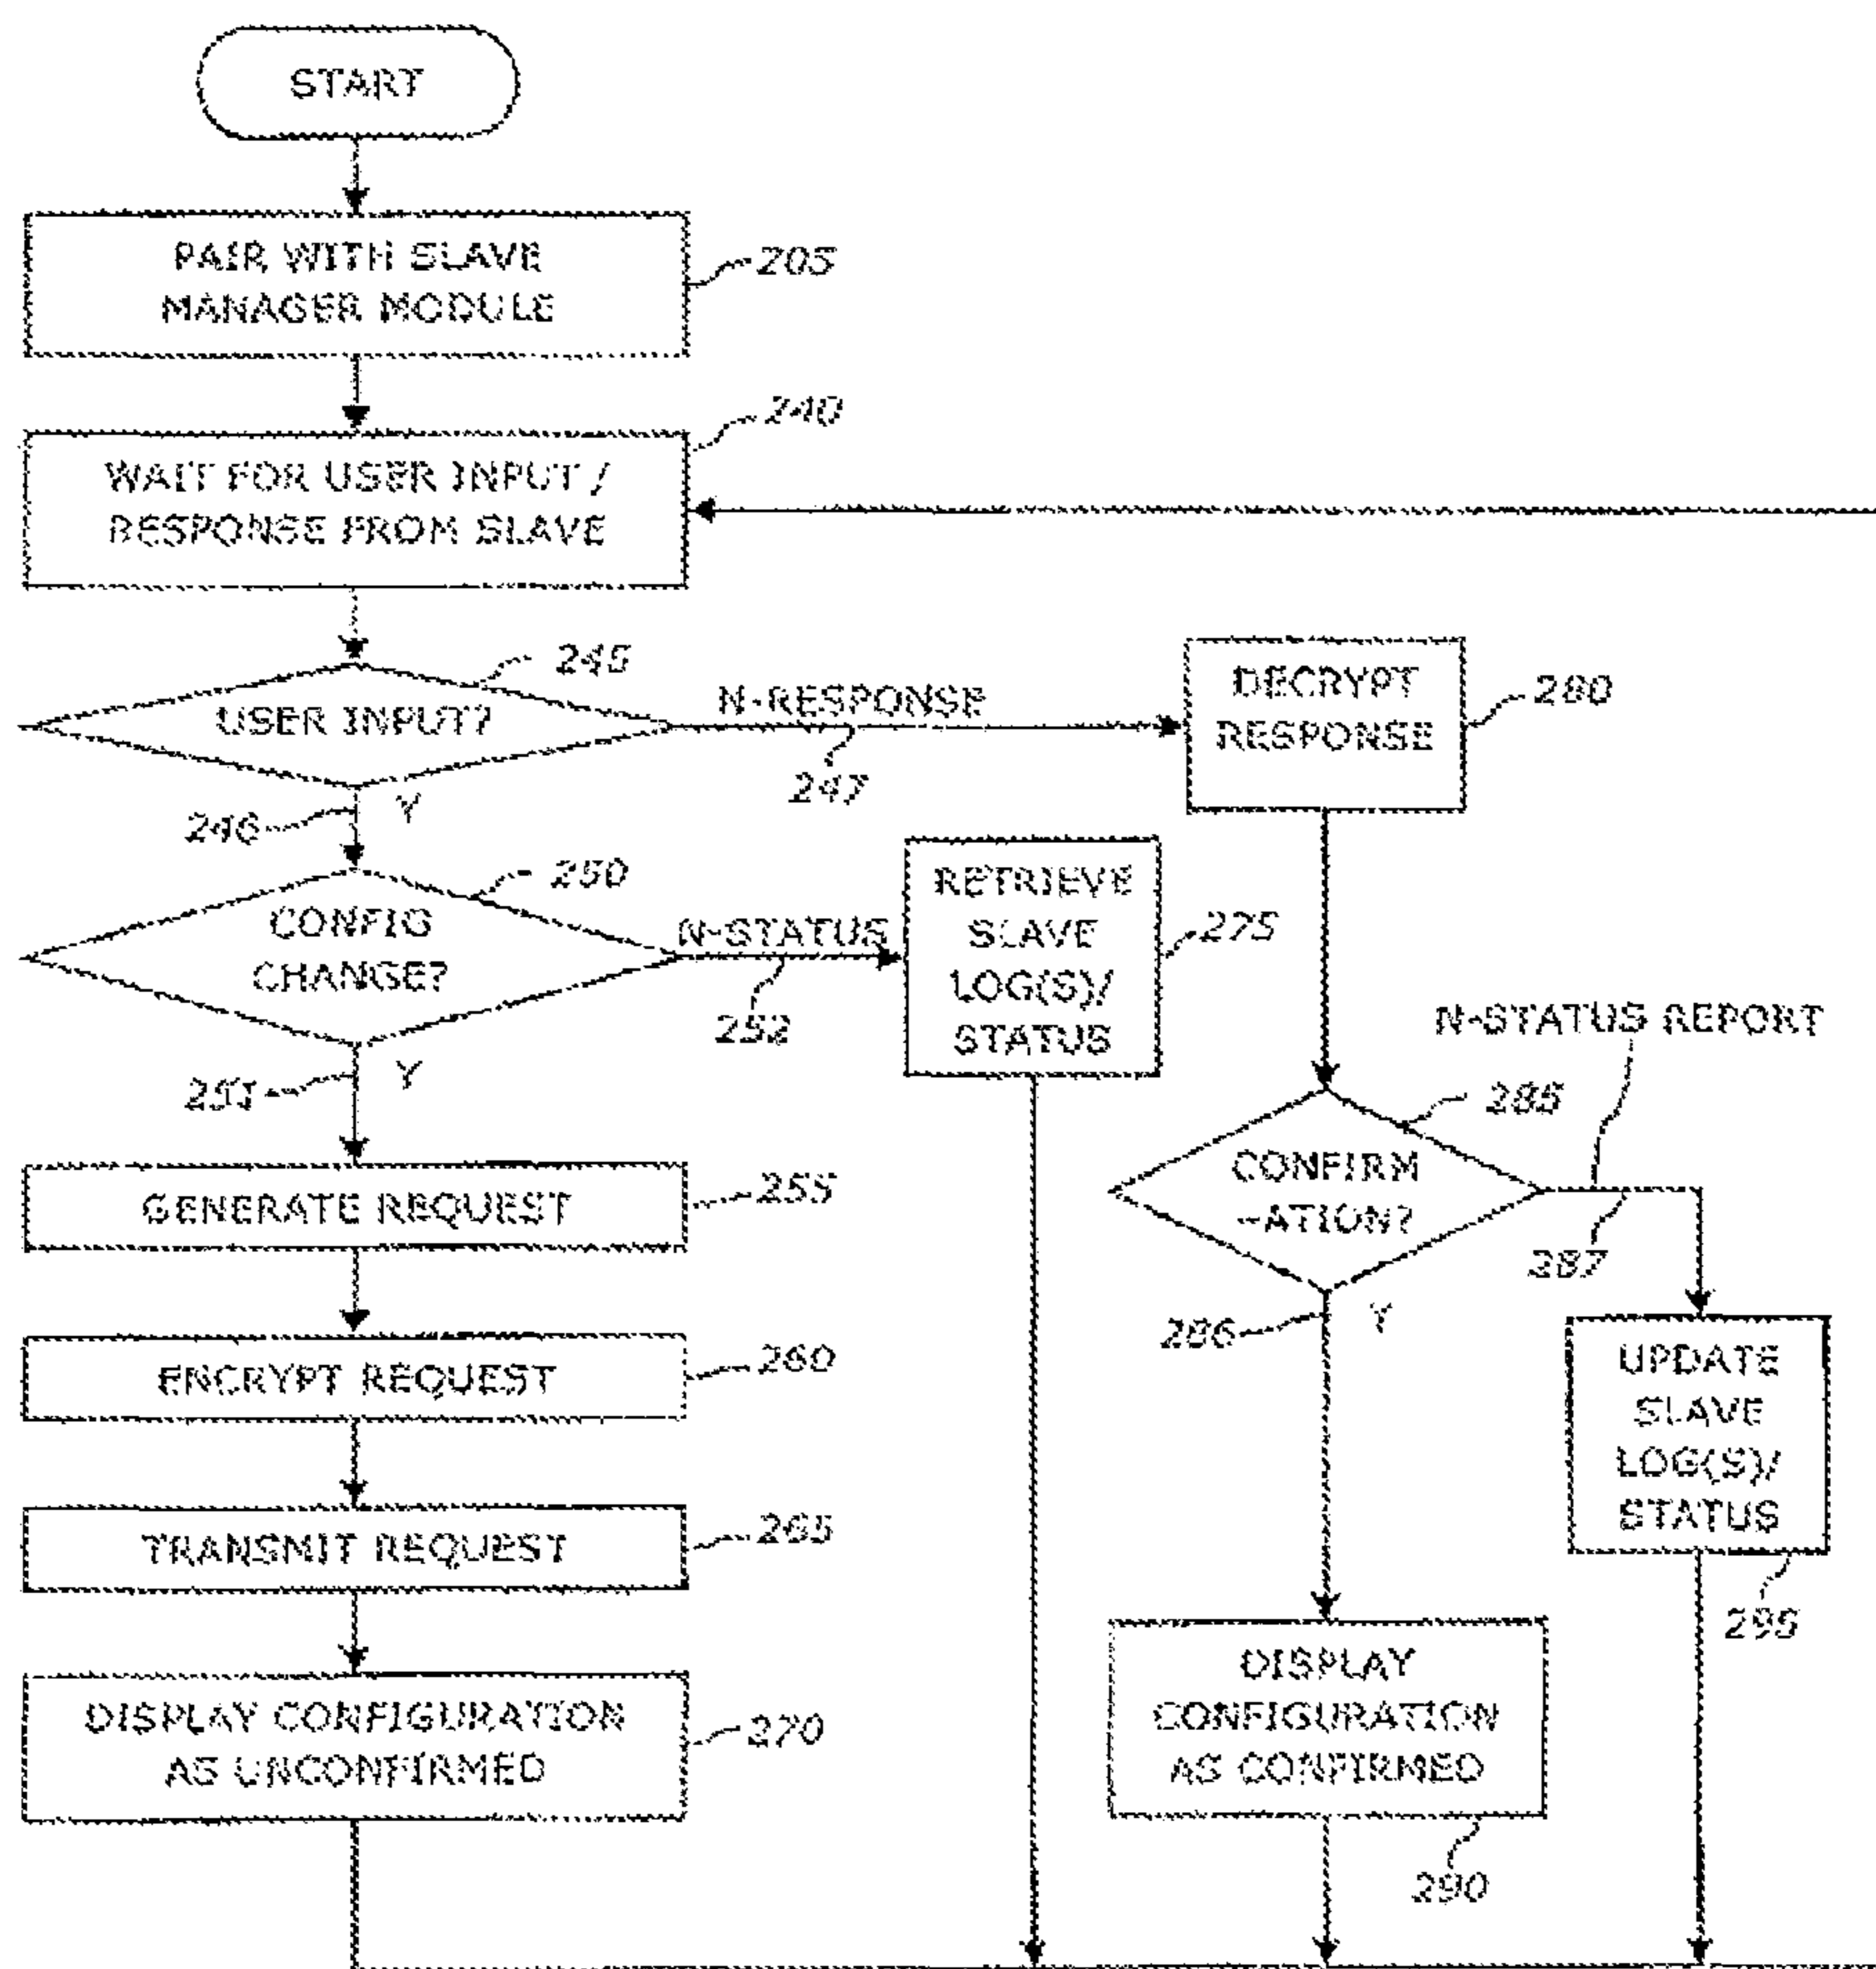 START
PAIR WITH SLAVE
MANAGER MODULE
205
240
WAIT FOR USER INPUT /
RESPONSE FROM SLAVE
245
USER INPUT?
N-RESPONSE
247
DECRYPT
RESPONSE
280
246
Y
250
CONFIG
CHANGE?
N-STATUS
252
RETRIEVE
SLAVE
LOG(S)/
STATUS
275
251
Y
N-STATUS REPORT
285
CONFIRM
-ATION?
287
286
Y
GENERATE REQUEST
255
ENCRYPT REQUEST
260
UPDATE
SLAVE
LOG(S)/
STATUS
295
TRANSMIT REQUEST
265
DISPLAY CONFIGURATION
AS UNCONFIRMED
270
DISPLAY
CONFIGURATION
AS CONFIRMED
290